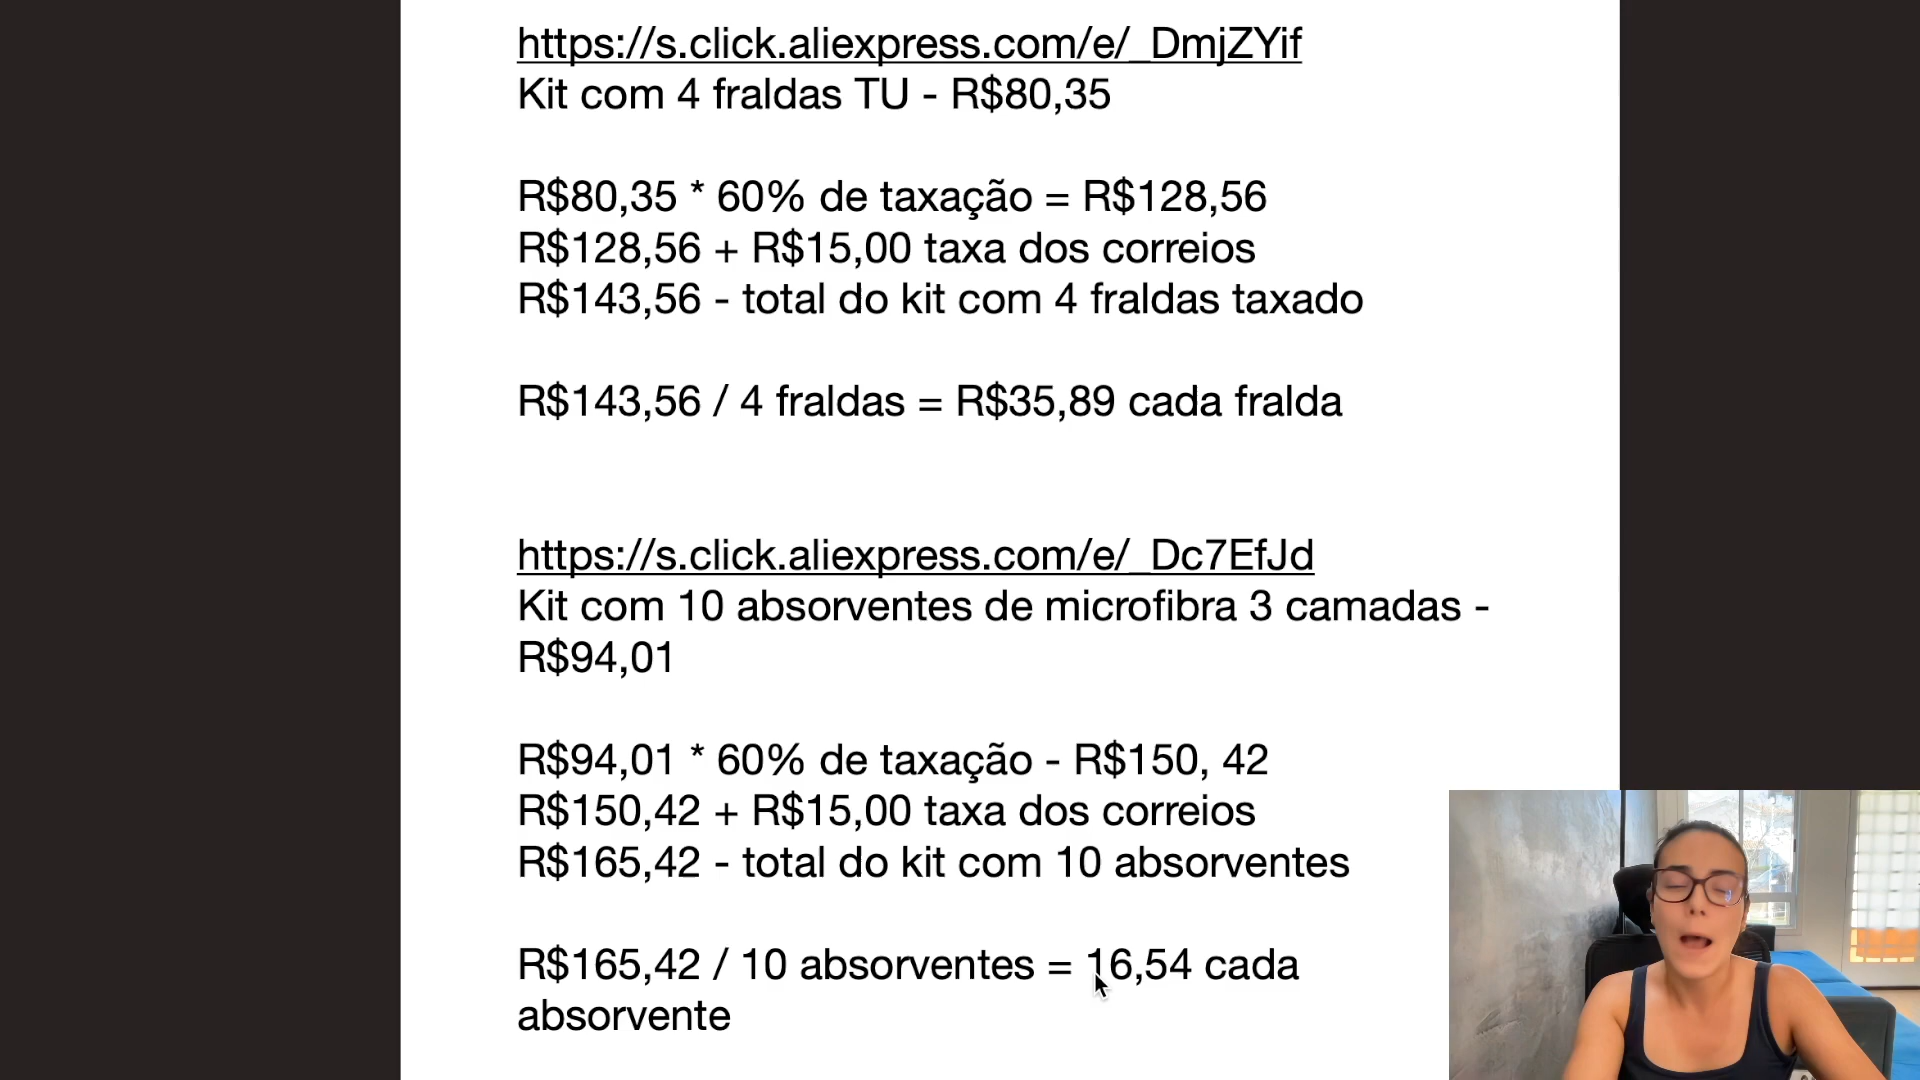 https://s.click.aliexpress.com/e/_DmjZYif
Kit com 4 fraldas TU - R$80,35
R$80,35 * 60% de taxação = R$128,56
R$128,56 + R$15,00 taxa dos correios
R$143,56 - total do kit com 4 fraldas taxado
R$143,56 / 4 fraldas = R$35,89 cada fralda
https://s.click.aliexpress.com/e/_Dc7EfJd
Kit com 10 absorventes de microfibra 3 camadas -
R$94,01
R$94,01 * 60% de taxação - R$150, 42
R$150,42 + R$15,00 taxa dos correios
R$165,42 - total do kit com 10 absorventes
R$165,42 / 10 absorventes = 16,54 cada
absorvente